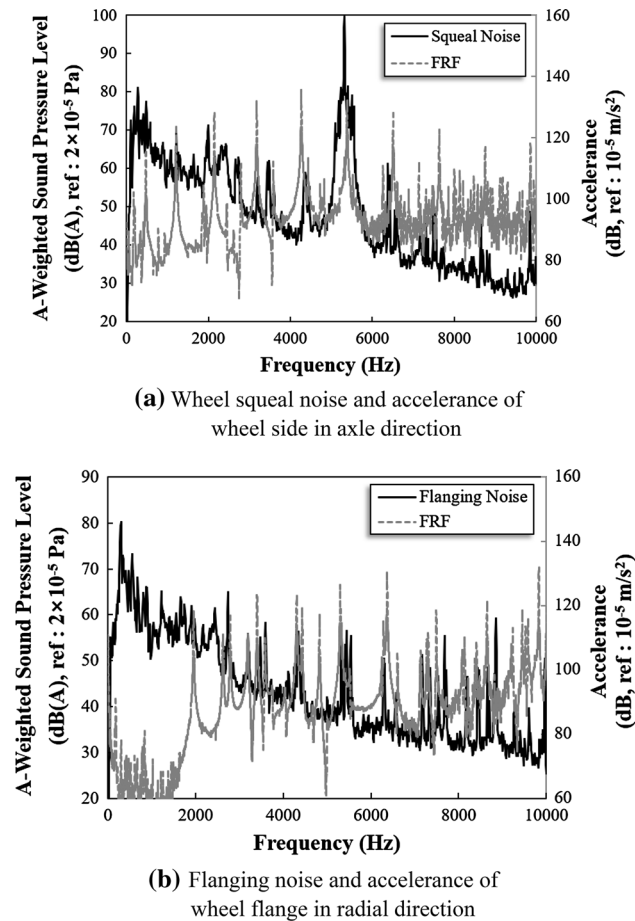 A-Weighted Sound Pressure Level
(dB(A), ref : 2×10⁻⁵ Pa)
100
90
80
70
60
50
40
30
20
Squeal Noise
FRF
160
140
120
100
80
60
Accelerance
(dB, ref : 10⁻⁵ m/s²)
0
2000
4000
6000
8000
10000
Frequency (Hz)
(a) Wheel squeal noise and accelerance of
wheel side in axle direction
A-Weighted Sound Pressure Level
(dB(A), ref : 2×10⁻⁵ Pa)
90
80
70
60
50
40
30
20
Flanging Noise
FRF
160
140
120
100
80
60
Accelerance
(dB, ref : 10⁻⁵ m/s²)
0
2000
4000
6000
8000
10000
Frequency (Hz)
(b) Flanging noise and accelerance of
wheel flange in radial direction